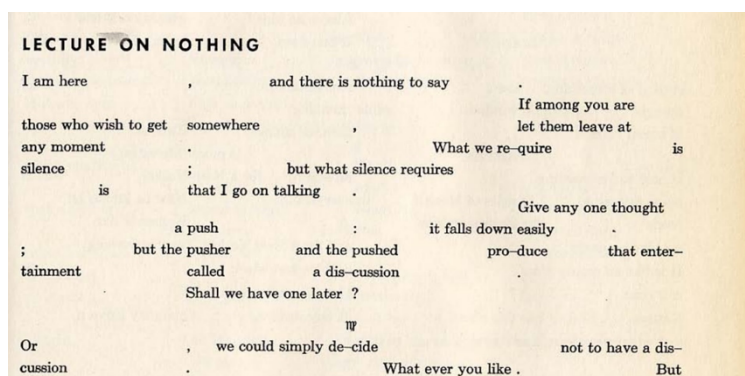 LECTURE ON NOTHING
I am here , and there is nothing to say .
If among you are
those who wish to get somewhere , let them leave at
any moment . What we re–quire is
silence ; but what silence requires
is that I go on talking .
Give any one thought
a push : it falls down easily .
; but the pusher and the pushed pro–duce that enter–
tainment called a dis–cussion .
Shall we have one later ?
♍
Or , we could simply de–cide not to have a dis–
cussion . What ever you like . But